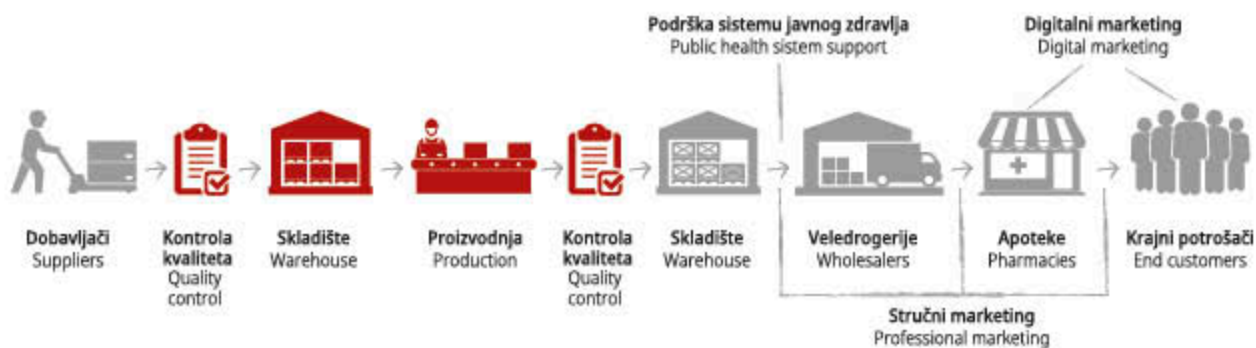 Podrška sistemu javnog zdravlja
Public health sistem support
Digitalni marketing
Digital marketing
Dobavljači
Suppliers
Kontrola
kvaliteta
Quality
control
Skladište
Warehouse
Proizvodnja
Production
Kontrola
kvaliteta
Quality
control
Skladište
Warehouse
Veledrogerije
Wholesalers
Apoteke
Pharmacies
Krajni potrošači
End customers
Stručni marketing
Professional marketing